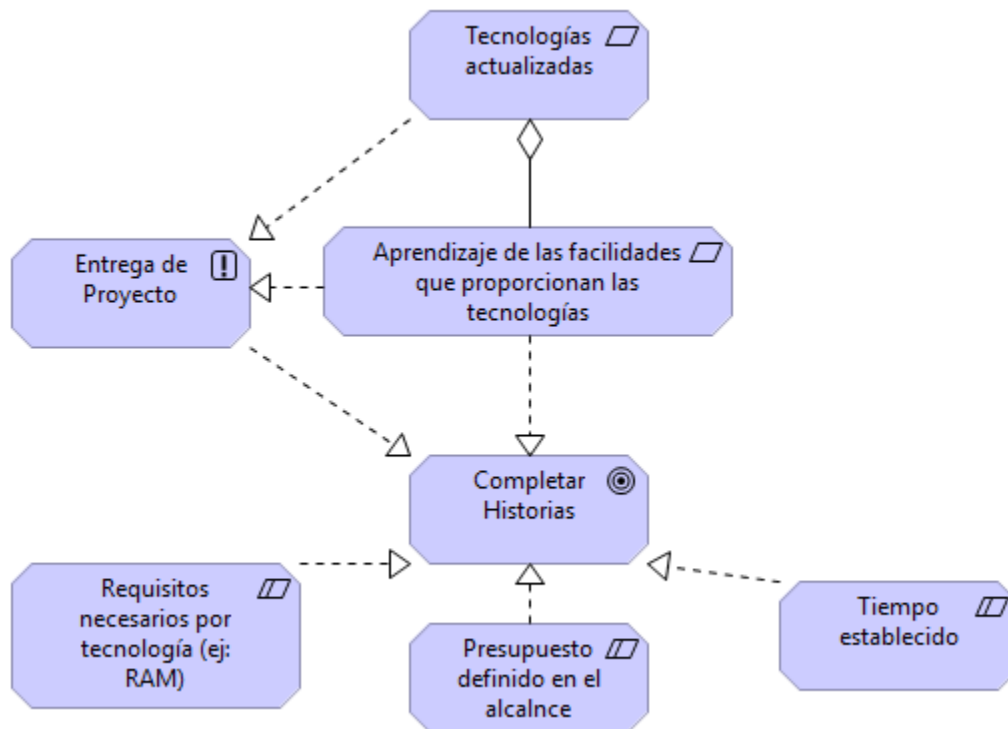 Tecnologías
actualizadas
Entrega de
Proyecto
Aprendizaje de las facilidades
que proporcionan las
tecnologías
Completar
Historias
Requisitos
necesarios por
tecnología (ej:
RAM)
Presupuesto
definido en el
alcalnce
Tiempo
establecido